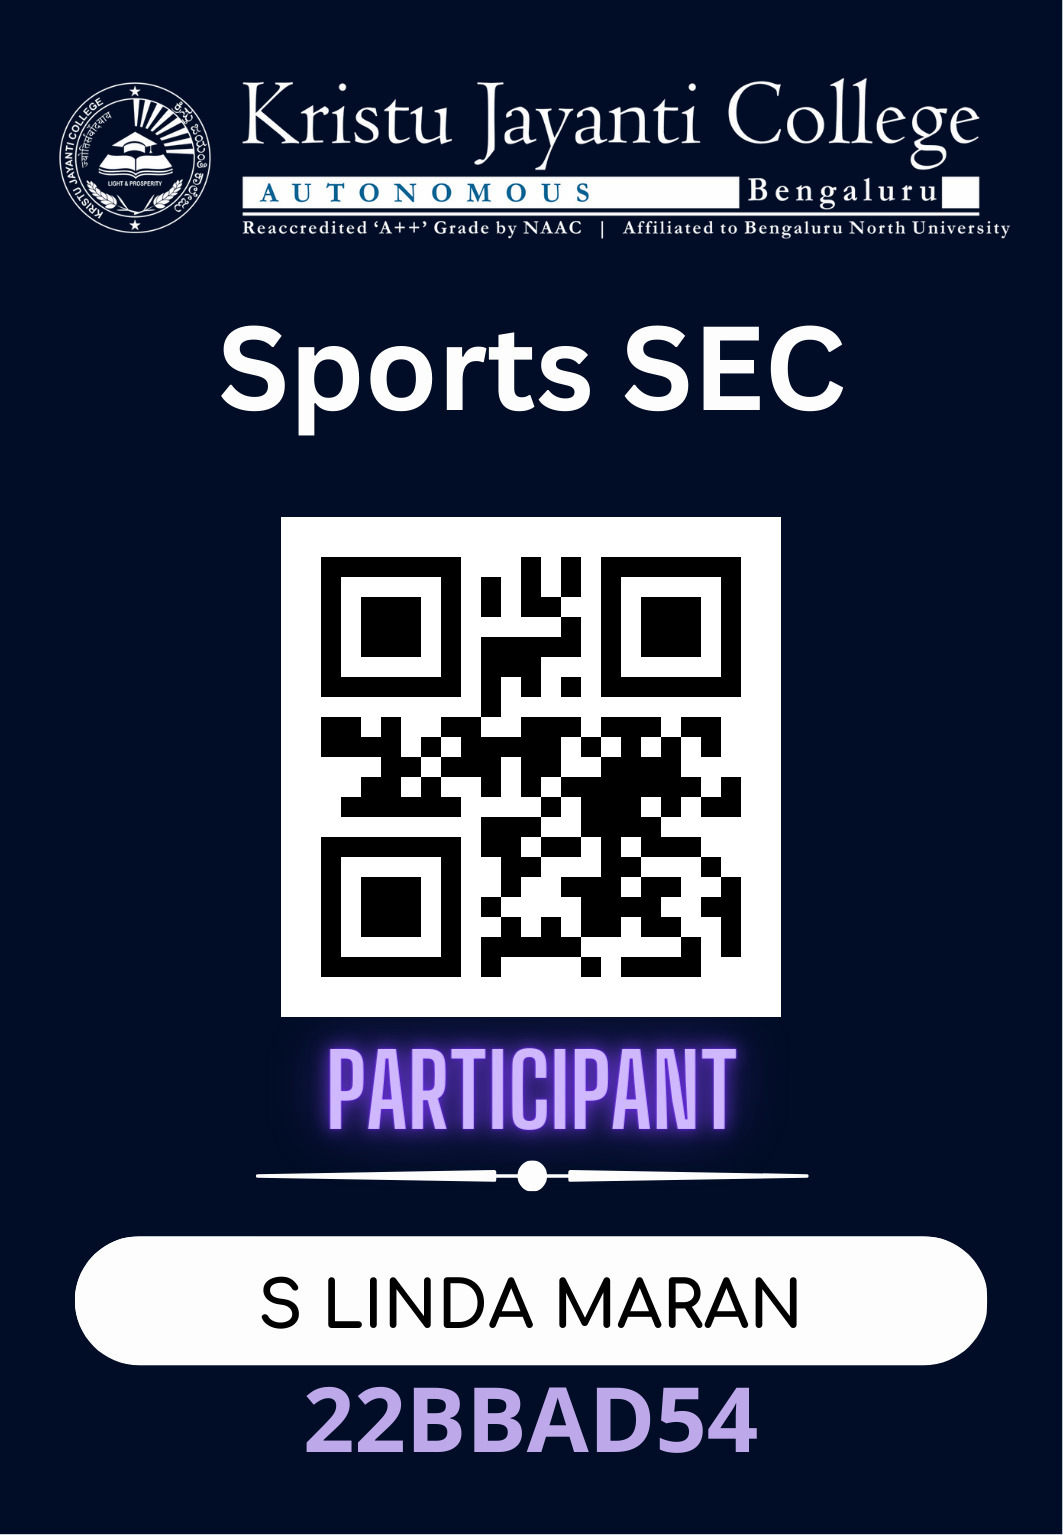 KRISTU JAYANTI COLLEGE
ಕ್ರಿಸ್ತು ಜಯಂತಿ ಕಾಲೇಜು
LIGHT & PROSPERITY
Kristu Jayanti College
AUTONOMOUS Bengaluru
Reaccredited ‘A++’ Grade by NAAC | Affiliated to Bengaluru North University
Sports SEC
PARTICIPANT
S LINDA MARAN
22BBAD54